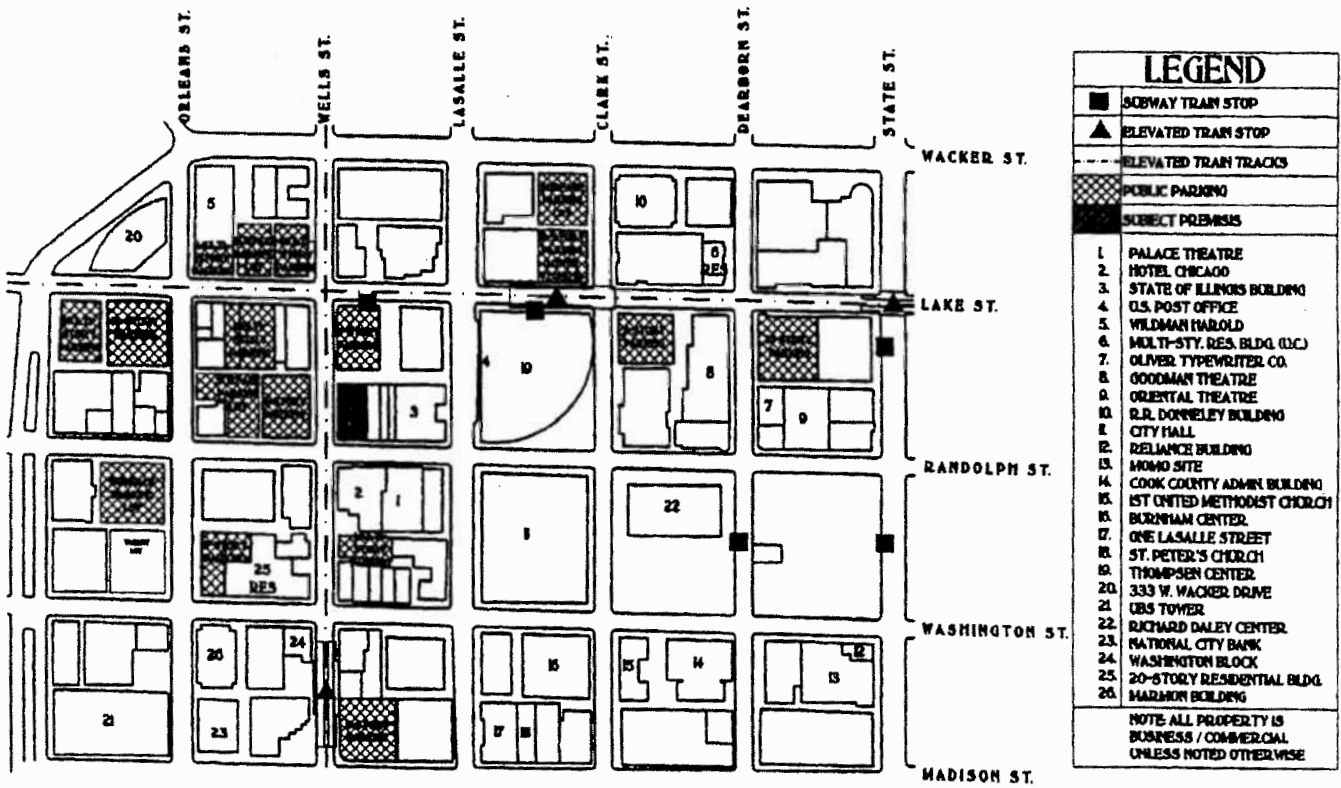 ORLEANS ST.
WELLS ST.
LASALLE ST.
CLARK ST.
DEARBORN ST.
STATE ST.
WACKER ST.
5
20
10
6
RES
LAKE ST.
4
19
8
3
7
9
RANDOLPH ST.
2
1
22
25
RES
WASHINGTON ST.
26
24
16
15
14
12
13
21
23
17
18
MADISON ST.
LEGEND
SUBWAY TRAIN STOP
ELEVATED TRAIN STOP
ELEVATED TRAIN TRACKS
PUBLIC PARKING
SUBJECT PREMISIS
1. PALACE THEATRE
2. HOTEL CHICAGO
3. STATE OF ILLINOIS BUILDING
4. U.S. POST OFFICE
5. WILDMAN HAROLD
6. MULTI-STY. RES. BLDG. (U.C.)
7. OLIVER TYPEWRITER CO.
8. GOODMAN THEATRE
9. ORIENTAL THEATRE
10. R.R. DONNELEY BUILDING
11. CITY HALL
12. RELIANCE BUILDING
13. MOMO SITE
14. COOK COUNTY ADMIN. BUILDING
15. 1ST UNITED METHODIST CHURCH
16. BURNHAM CENTER
17. ONE LASALLE STREET
18. ST. PETER'S CHURCH
19. THOMPSEN CENTER
20. 333 W. WACKER DRIVE
21 UBS TOWER
22. RICHARD DALEY CENTER
23. NATIONAL CITY BANK
24. WASHINGTON BLOCK
25. 20-STORY RESIDENTIAL BLDG.
26. MARMON BUILDING
NOTE: ALL PROPERTY IS
BUSINESS / COMMERCIAL
UNLESS NOTED OTHERWISE